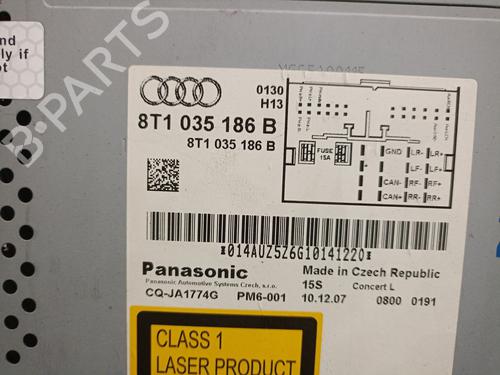 nd
ly if
ot
B-PARTS
0130
H13
8T1 035 186 B
8T1 035 186 B
FUSE
15A
GND LR- LR+
LF- LF+
CAN- RF- RF+
CAN- RR- RR+
*014AUZ5Z6G10141220*
Panasonic
Panasonic Automotive Systems Czech, s.r.o.
CQ-JA1774G PM6-001
Made in Czech Republic
15S Concert L
10.12.07 0800 0191
CLASS 1
LASER PRODUCT